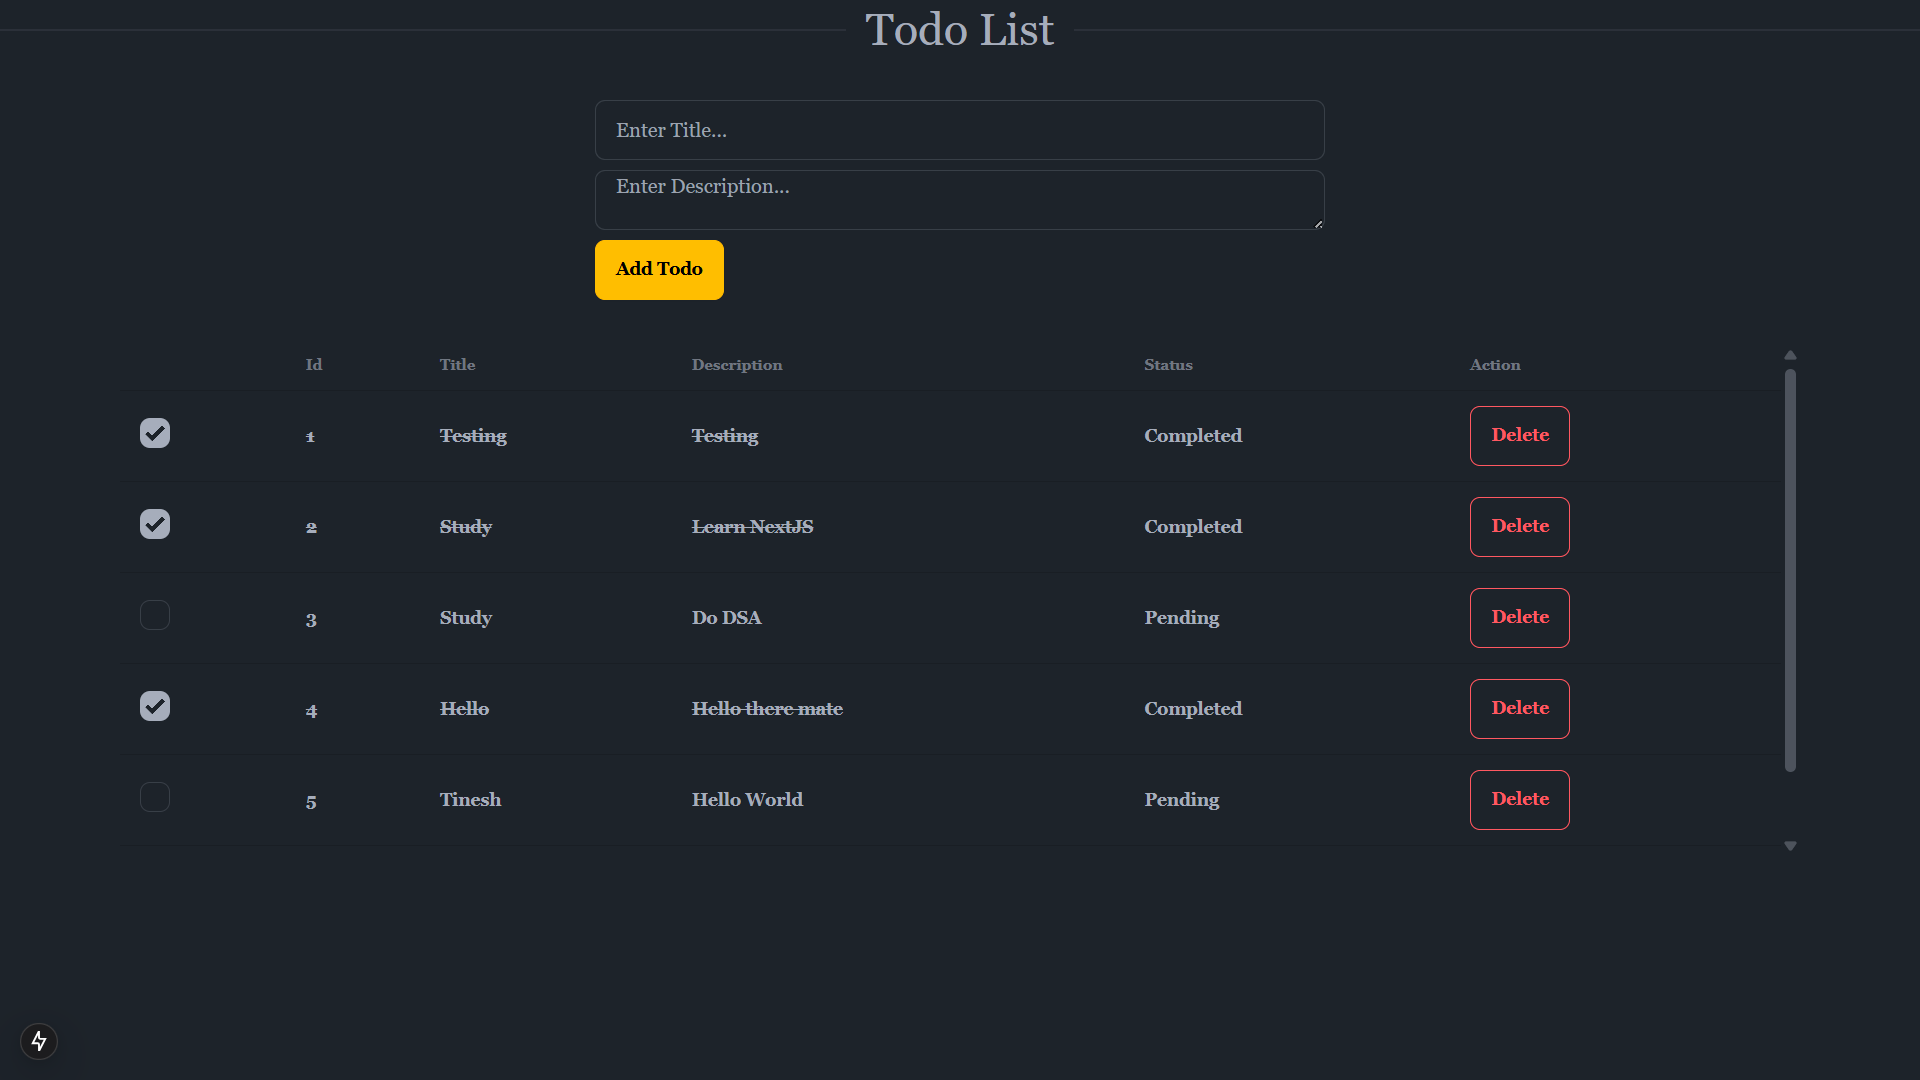 Todo List
Enter Title...
Enter Description...
Add Todo
Id Title Description Status Action
1 Testing Testing Completed Delete
2 Study Learn NextJS Completed Delete
3 Study Do DSA Pending Delete
4 Hello Hello there mate Completed Delete
5 Tinesh Hello World Pending Delete